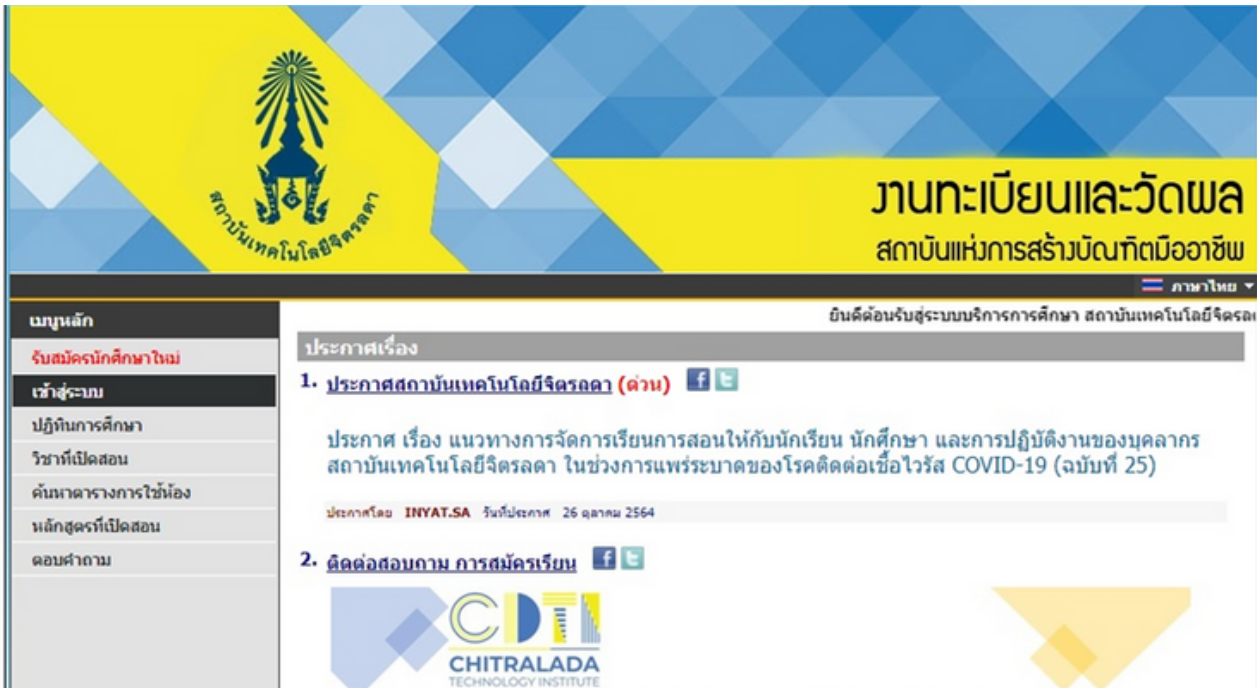 สถาบันเทคโนโลยีจิตรลดา
งานทะเบียนและวัดผล
สถาบันแห่งการสร้างบัณฑิตมืออาชีพ
ภาษาไทย
เมนูหลัก
รับสมัครนักศึกษาใหม่
เข้าสู่ระบบ
ปฏิทินการศึกษา
วิชาที่เปิดสอน
ค้นหาตารางการใช้ห้อง
หลักสูตรที่เปิดสอน
ตอบคำถาม
ยินดีต้อนรับสู่ระบบบริการการศึกษา สถาบันเทคโนโลยีจิตรล
ประกาศเรื่อง
1. ประกาศสถาบันเทคโนโลยีจิตรลดา (ด่วน)
ประกาศ เรื่อง แนวทางการจัดการเรียนการสอนให้กับนักเรียน นักศึกษา และการปฏิบัติงานของบุคลากร
สถาบันเทคโนโลยีจิตรลดา ในช่วงการแพร่ระบาดของโรคติดต่อเชื้อไวรัส COVID-19 (ฉบับที่ 25)
ประกาศโดย INYAT.SA วันที่ประกาศ 26 ตุลาคม 2564
2. ติดต่อสอบถาม การสมัครเรียน
CDTI
CHITRALADA
TECHNOLOGY INSTITUTE